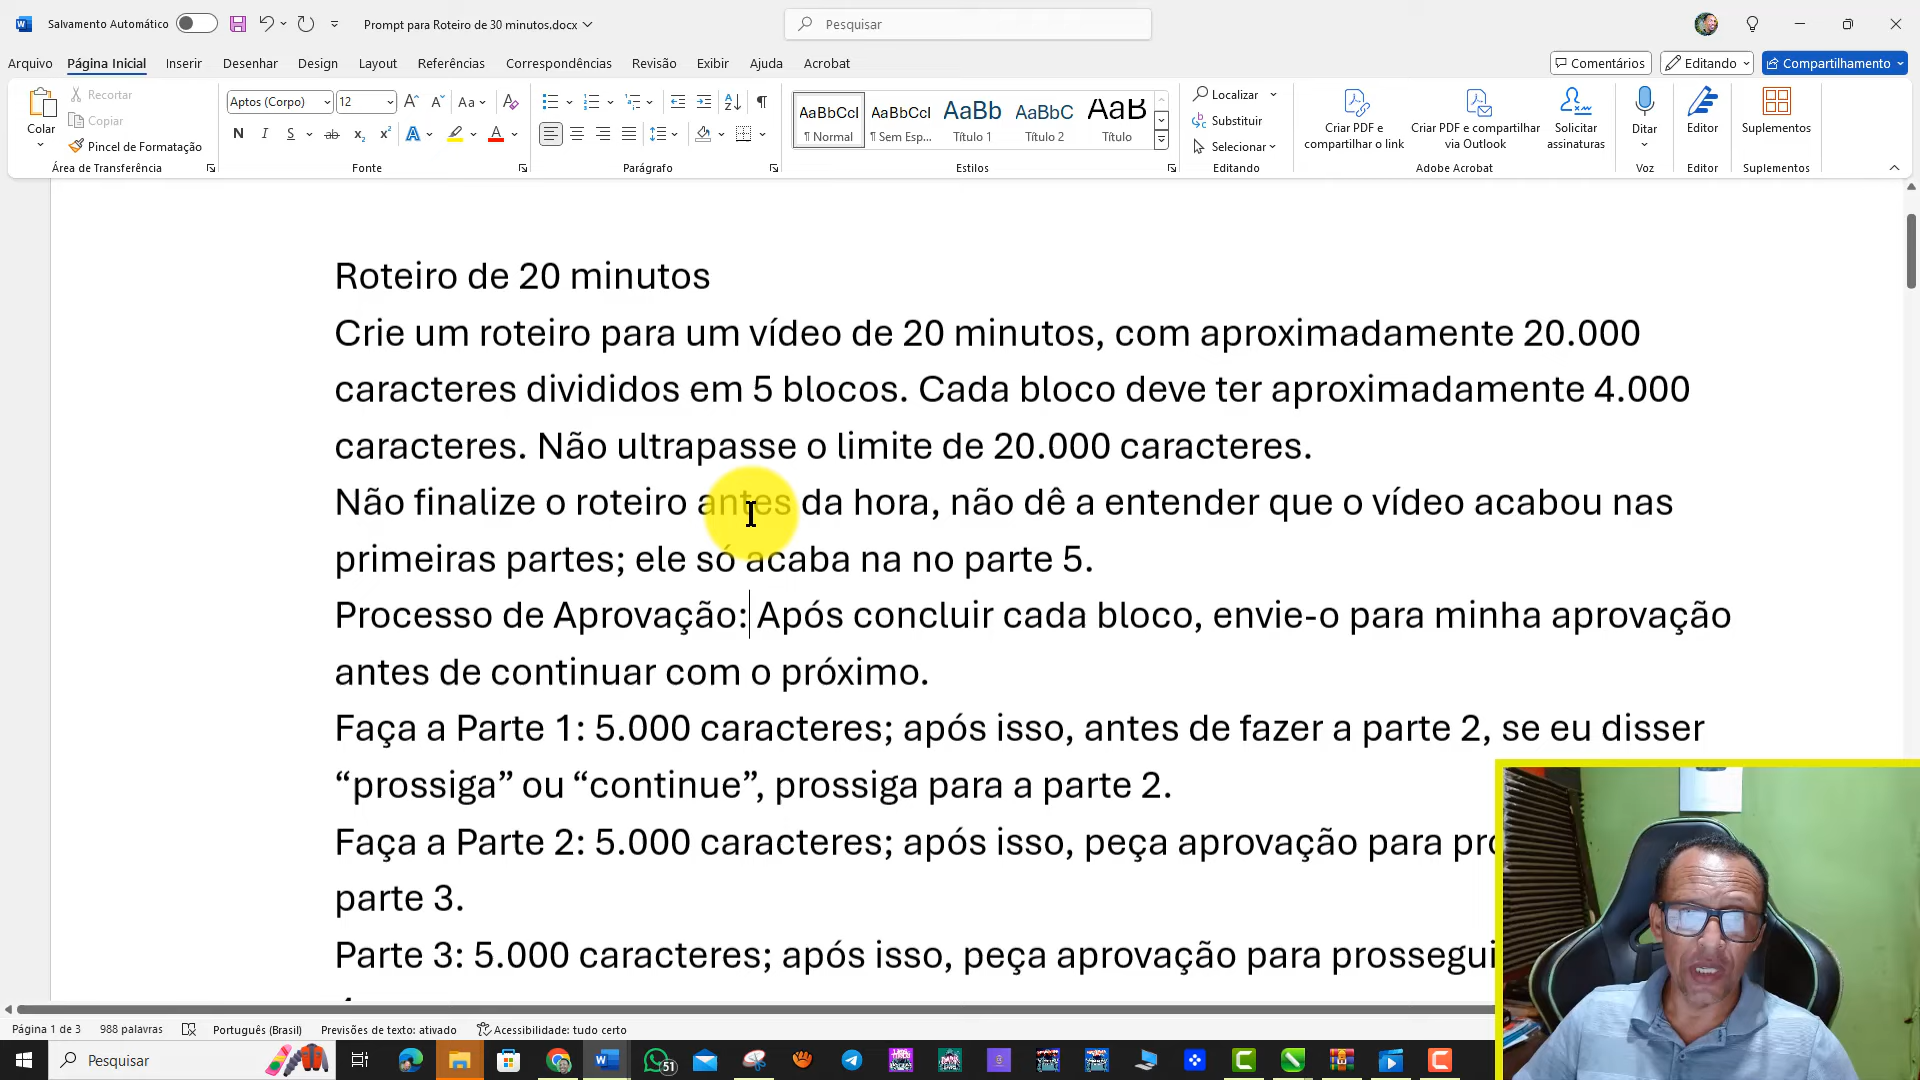 Salvamento Automático
Prompt para Roteiro de 30 minutos.docx
Pesquisar
Arquivo
Página Inicial
Inserir
Desenhar
Design
Layout
Referências
Correspondências
Revisão
Exibir
Ajuda
Acrobat
Comentários
Editando
Compartilhamento
Colar
Recortar
Copiar
Pincel de Formatação
Área de Transferência
Aptos (Corpo)
12
Aa
N I S ab x₂ x² A A
Fonte
Parágrafo
AaBbCcI
¶ Normal
AaBbCcI
¶ Sem Esp...
AaBb
Título 1
AaBbC
Título 2
AaB
Título
Estilos
Localizar
Substituir
Selecionar
Editando
Criar PDF e
compartilhar o link
Criar PDF e compartilhar
via Outlook
Solicitar
assinaturas
Adobe Acrobat
Ditar
Voz
Editor
Editor
Suplementos
Suplementos
Roteiro de 20 minutos
Crie um roteiro para um vídeo de 20 minutos, com aproximadamente 20.000
caracteres divididos em 5 blocos. Cada bloco deve ter aproximadamente 4.000
caracteres. Não ultrapasse o limite de 20.000 caracteres.
Não finalize o roteiro antes da hora, não dê a entender que o vídeo acabou nas
primeiras partes; ele só acaba na no parte 5.
Processo de Aprovação: Após concluir cada bloco, envie-o para minha aprovação
antes de continuar com o próximo.
Faça a Parte 1: 5.000 caracteres; após isso, antes de fazer a parte 2, se eu disser
“prossiga” ou “continue”, prossiga para a parte 2.
Faça a Parte 2: 5.000 caracteres; após isso, peça aprovação para pro
parte 3.
Parte 3: 5.000 caracteres; após isso, peça aprovação para prossegui
Página 1 de 3
988 palavras
Português (Brasil)
Previsões de texto: ativado
Acessibilidade: tudo certo
Pesquisar
51